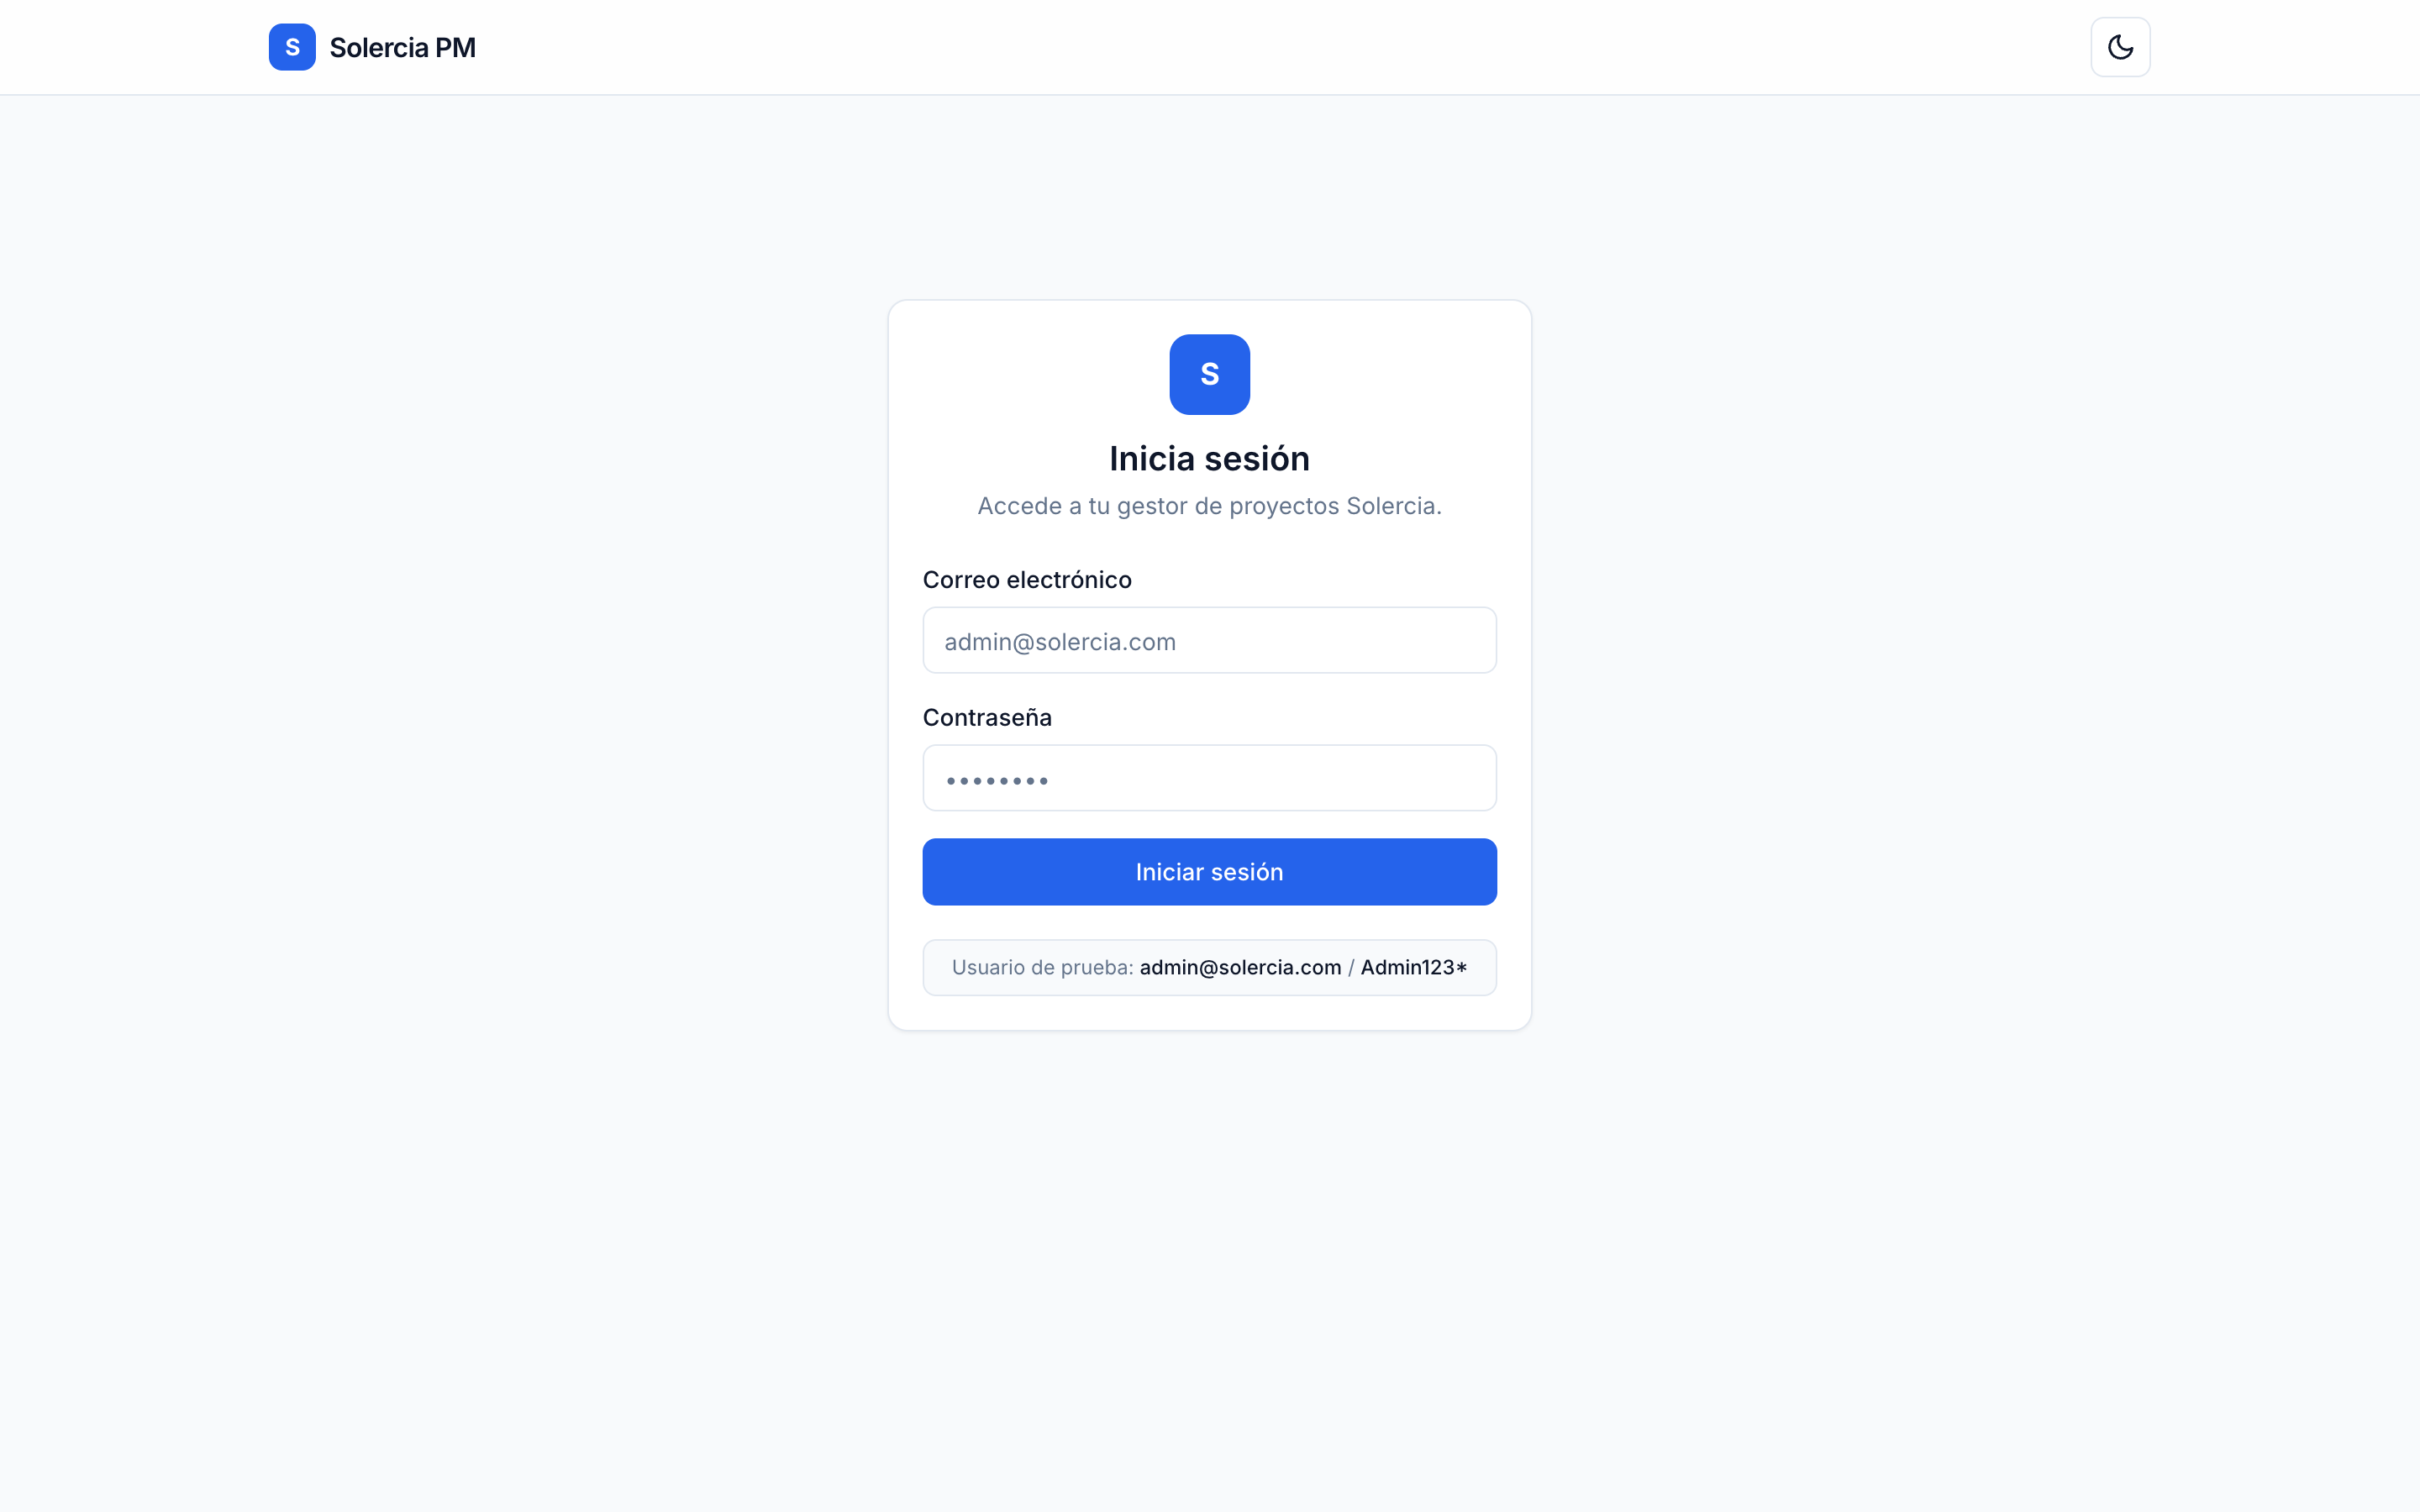 S Solercia PM
S
Inicia sesión
Accede a tu gestor de proyectos Solercia.
Correo electrónico
admin@solercia.com
Contraseña
••••••••
Iniciar sesión
Usuario de prueba: admin@solercia.com / Admin123*